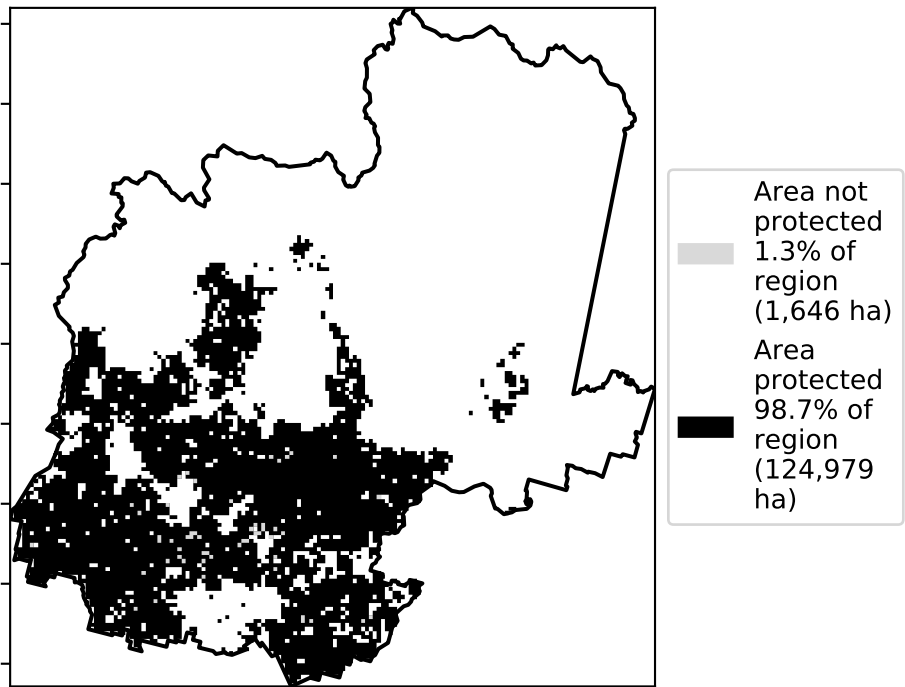 Area not
protected
1.3% of
region
(1,646 ha)
Area
protected
98.7% of
region
(124,979
ha)